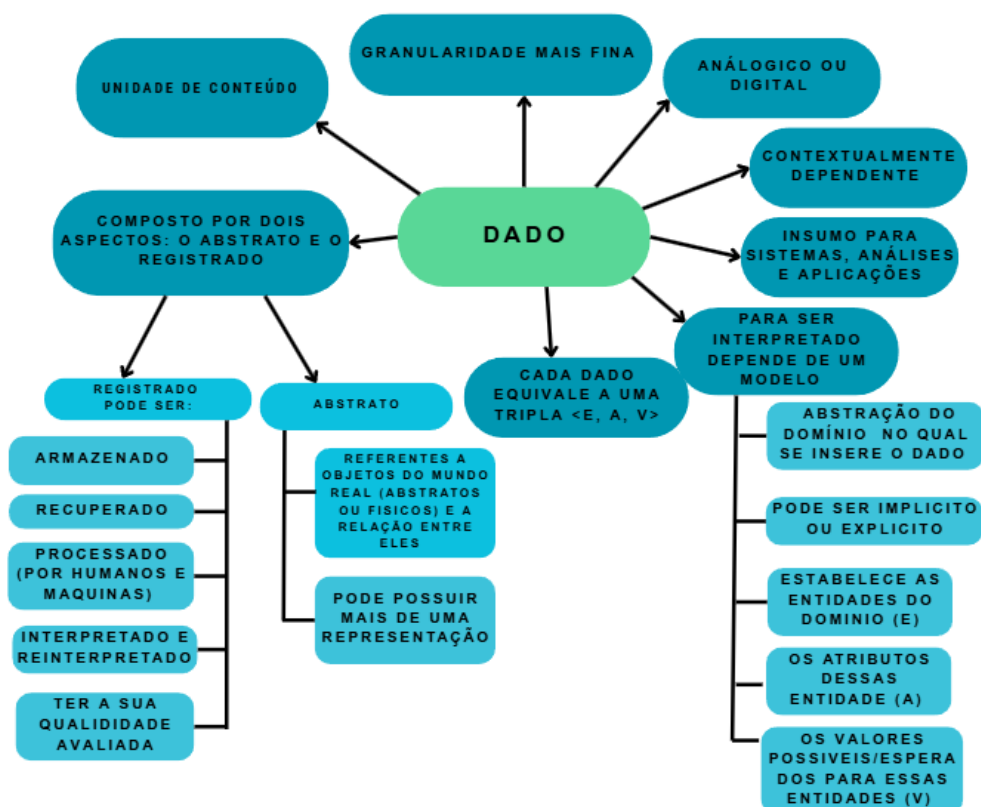 GRANULARIDADE MAIS FINA
UNIDADE DE CONTEÚDO
ANÁLOGICO OU
DIGITAL
CONTEXTUALMENTE
DEPENDENTE
DADO
COMPOSTO POR DOIS
ASPECTOS: O ABSTRATO E O
REGISTRADO
INSUMO PARA
SISTEMAS, ANÁLISES
E APLICAÇÕES
PARA SER
INTERPRETADO
DEPENDE DE UM
MODELO
CADA DADO
EQUIVALE A UMA
TRIPLA <E, A, V>
REGISTRADO
PODE SER:
ARMAZENADO
RECUPERADO
PROCESSADO
(POR HUMANOS E
MAQUINAS)
INTERPRETADO E
REINTERPRETADO
TER A SUA
QUALIDIDADE
AVALIADA
ABSTRATO
REFERENTES A
OBJETOS DO MUNDO
REAL (ABSTRATOS
OU FISICOS) E A
RELAÇÃO ENTRE
ELES
PODE POSSUIR
MAIS DE UMA
REPRESENTAÇÃO
ABSTRAÇÃO DO
DOMÍNIO NO QUAL
SE INSERE O DADO
PODE SER IMPLICITO
OU EXPLICITO
ESTABELECE AS
ENTIDADES DO
DOMINIO (E)
OS ATRIBUTOS
DESSAS
ENTIDADE (A)
OS VALORES
POSSIVEIS/ESPERA
DOS PARA ESSAS
ENTIDADES (V)